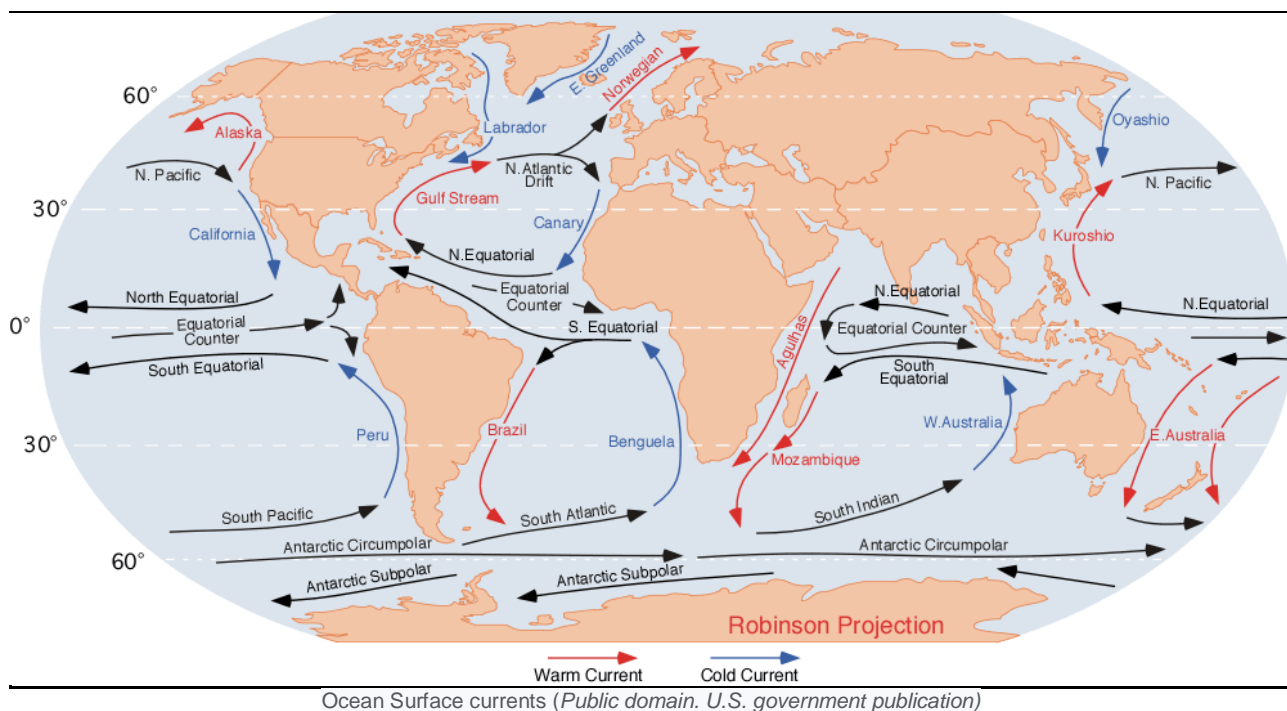 E. Greenland
Norwegian
60°
Alaska
Labrador
Oyashio
N. Pacific
N.Atlantic
Drift
N. Pacific
30°
Gulf Stream
Canary
California
Kuroshio
N.Equatorial
Equatorial
Counter
N.Equatorial
N.Equatorial
North Equatorial
0°
Equatorial
Counter
S. Equatorial
Equatorial Counter
Agulhas
South Equatorial
South
Equatorial
30°
Peru
Brazil
Benguela
W.Australia
E.Australia
Mozambique
South Pacific
South Atlantic
South Indian
60°
Antarctic Circumpolar
Antarctic Circumpolar
Antarctic Subpolar
Antarctic Subpolar
Robinson Projection
Warm Current
Cold Current
Ocean Surface currents (Public domain. U.S. government publication)